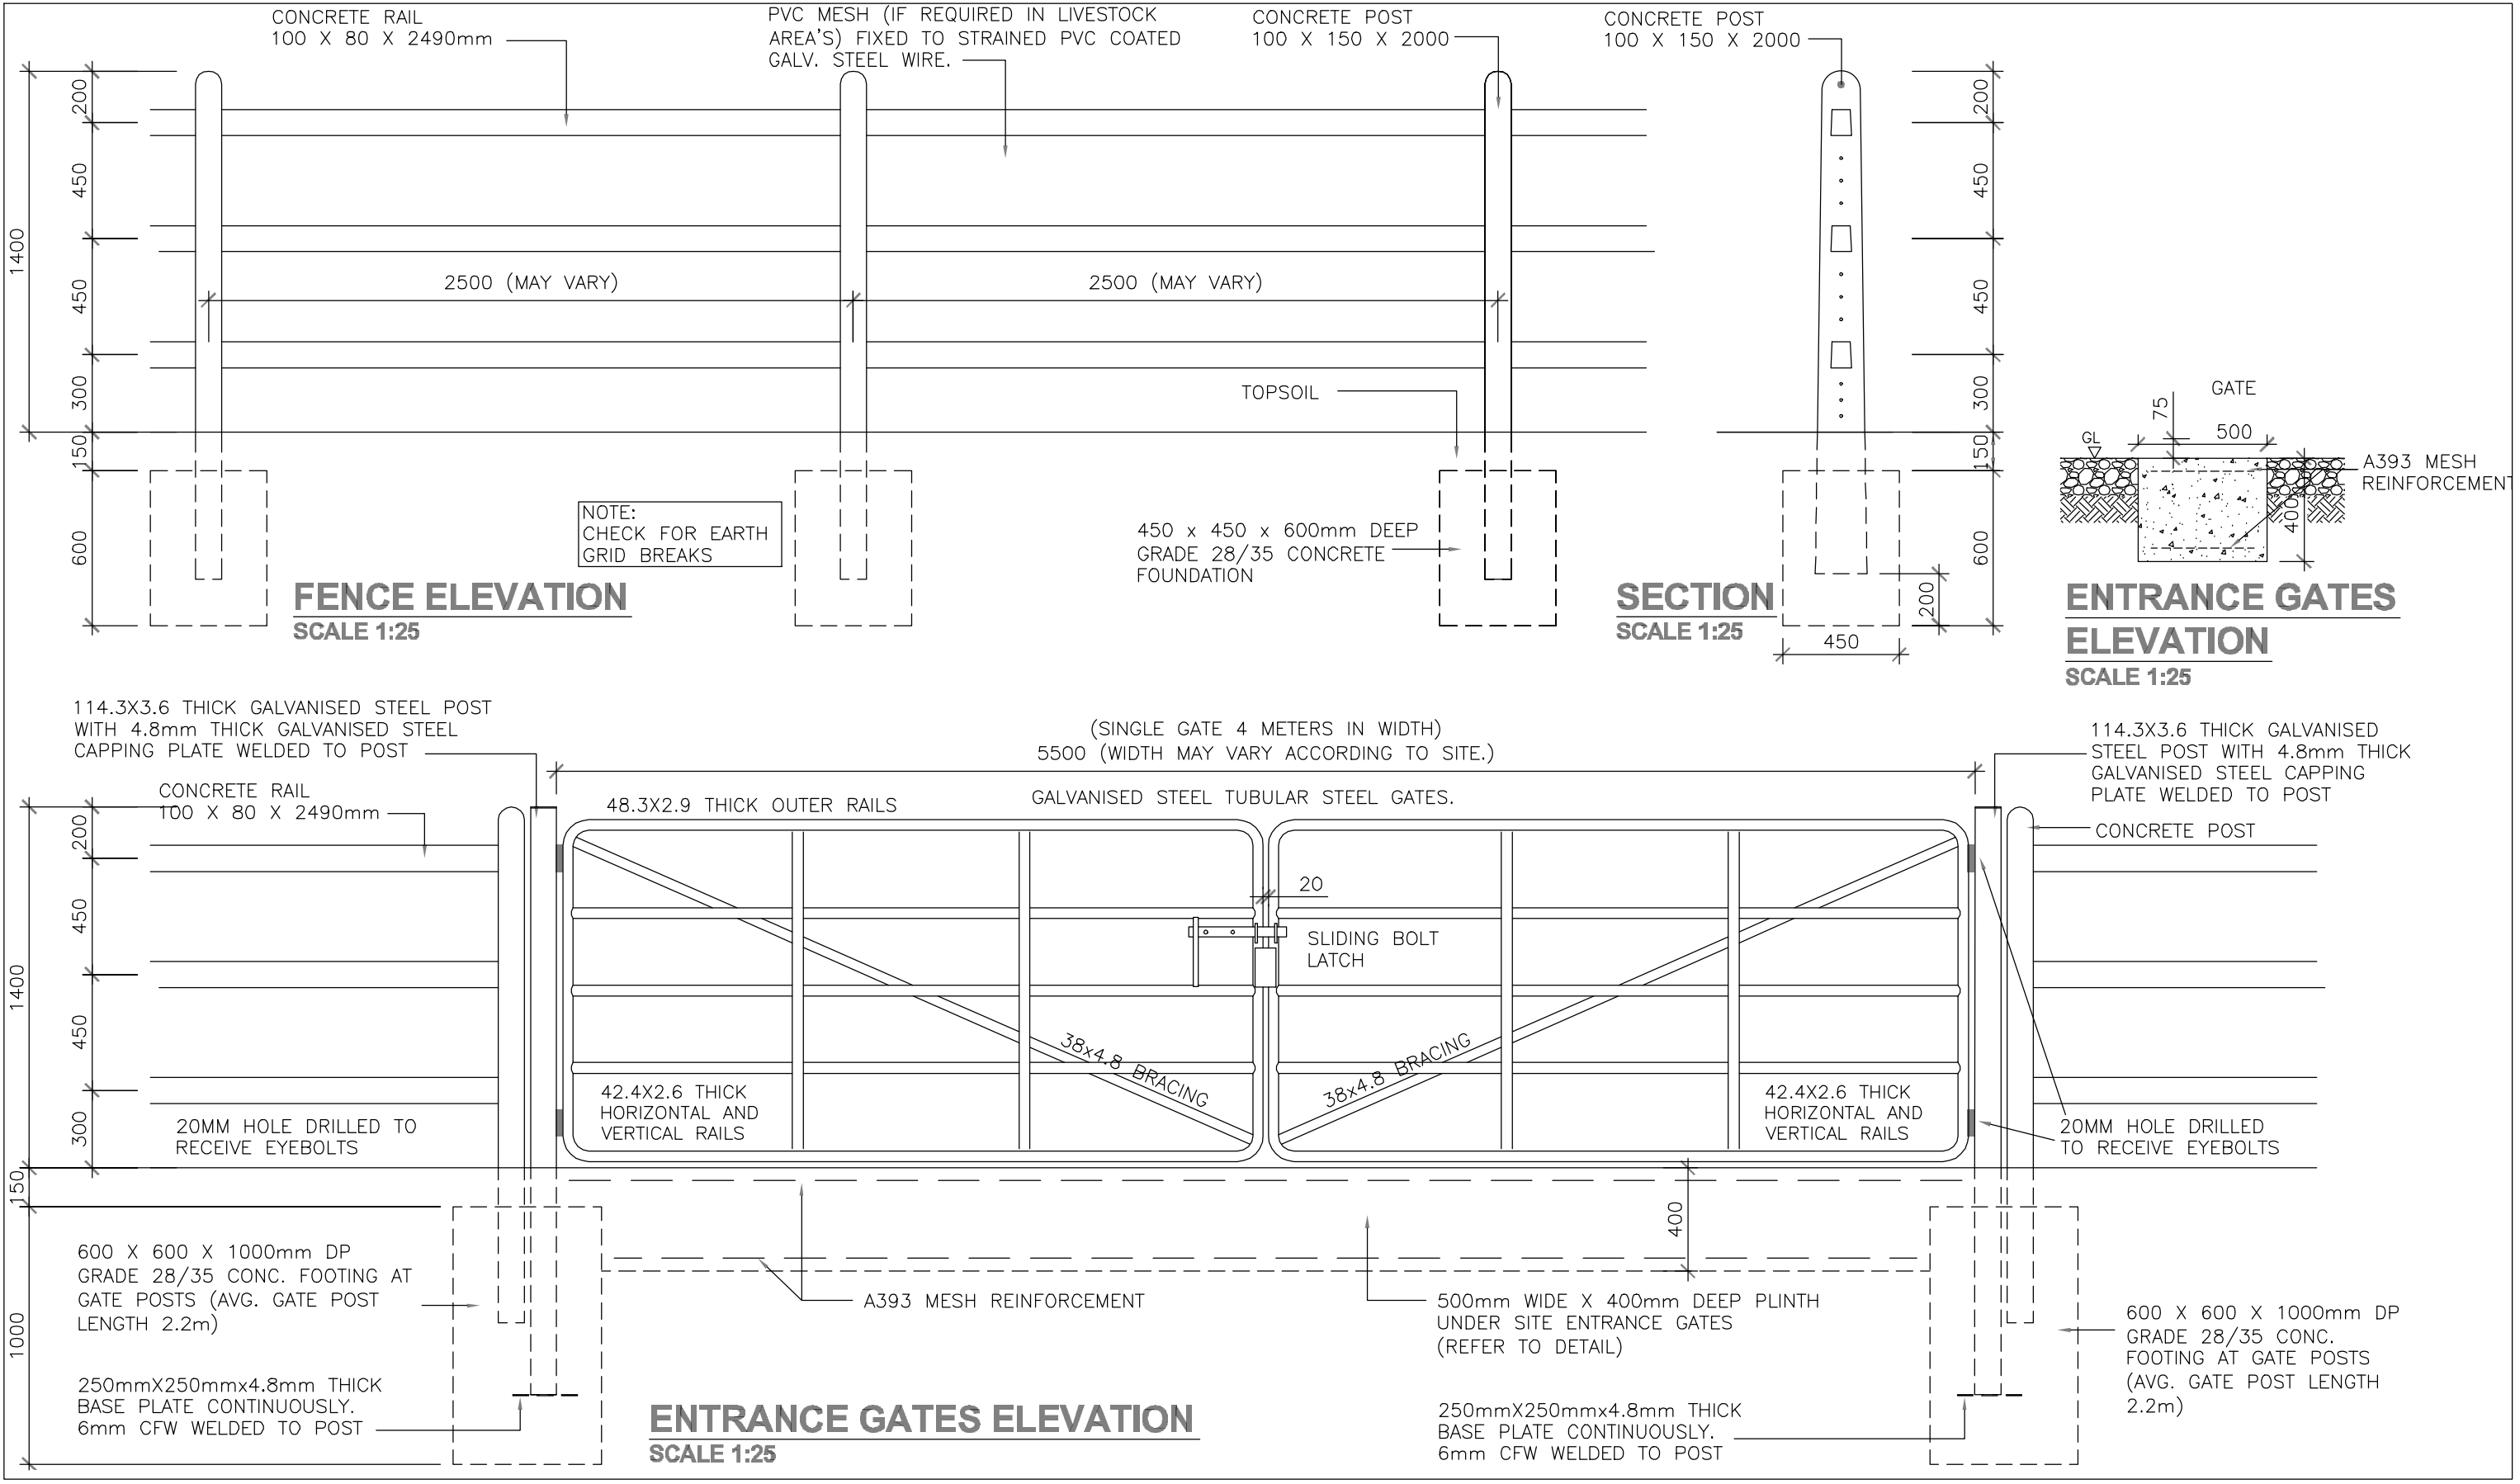 CONCRETE RAIL
100 X 80 X 2490mm
PVC MESH (IF REQUIRED IN LIVESTOCK
AREA'S) FIXED TO STRAINED PVC COATED
GALV. STEEL WIRE.
CONCRETE POST
100 X 150 X 2000
CONCRETE POST
100 X 150 X 2000
200
450
450
300
150
600
1400
2500 (MAY VARY)
2500 (MAY VARY)
TOPSOIL
NOTE:
CHECK FOR EARTH
GRID BREAKS
450 x 450 x 600mm DEEP
GRADE 28/35 CONCRETE
FOUNDATION
FENCE ELEVATION
SCALE 1:25
200
450
450
300
150
600
200
450
SECTION
SCALE 1:25
GATE
75
500
GL
A393 MESH
REINFORCEMENT
400
ENTRANCE GATES
ELEVATION
SCALE 1:25
114.3X3.6 THICK GALVANISED STEEL POST
WITH 4.8mm THICK GALVANISED STEEL
CAPPING PLATE WELDED TO POST
CONCRETE RAIL
100 X 80 X 2490mm
(SINGLE GATE 4 METERS IN WIDTH)
5500 (WIDTH MAY VARY ACCORDING TO SITE.)
48.3X2.9 THICK OUTER RAILS
GALVANISED STEEL TUBULAR STEEL GATES.
114.3X3.6 THICK GALVANISED
STEEL POST WITH 4.8mm THICK
GALVANISED STEEL CAPPING
PLATE WELDED TO POST
CONCRETE POST
200
450
450
300
1400
150
1000
20
SLIDING BOLT
LATCH
38x4.8 BRACING
38x4.8 BRACING
42.4X2.6 THICK
HORIZONTAL AND
VERTICAL RAILS
42.4X2.6 THICK
HORIZONTAL AND
VERTICAL RAILS
20MM HOLE DRILLED TO
RECEIVE EYEBOLTS
20MM HOLE DRILLED
TO RECEIVE EYEBOLTS
400
600 X 600 X 1000mm DP
GRADE 28/35 CONC. FOOTING AT
GATE POSTS (AVG. GATE POST
LENGTH 2.2m)
A393 MESH REINFORCEMENT
500mm WIDE X 400mm DEEP PLINTH
UNDER SITE ENTRANCE GATES
(REFER TO DETAIL)
600 X 600 X 1000mm DP
GRADE 28/35 CONC.
FOOTING AT GATE POSTS
(AVG. GATE POST LENGTH
2.2m)
250mmX250mmx4.8mm THICK
BASE PLATE CONTINUOUSLY.
6mm CFW WELDED TO POST
250mmX250mmx4.8mm THICK
BASE PLATE CONTINUOUSLY.
6mm CFW WELDED TO POST
ENTRANCE GATES ELEVATION
SCALE 1:25